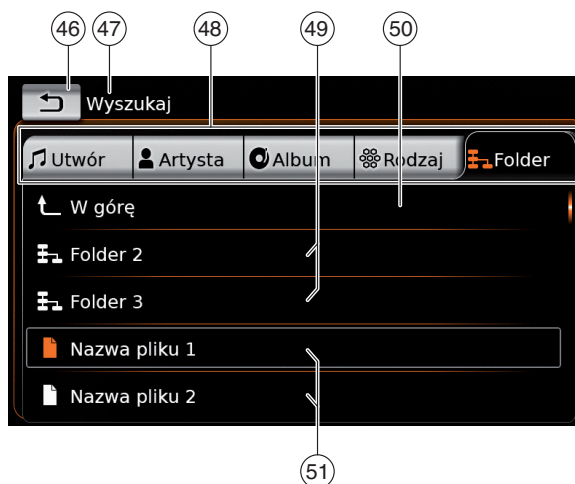 46 47 48 49 50
Wyszukaj
Utwór Artysta Album Rodzaj Folder
W górę
Folder 2
Folder 3
Nazwa pliku 1
Nazwa pliku 2
51